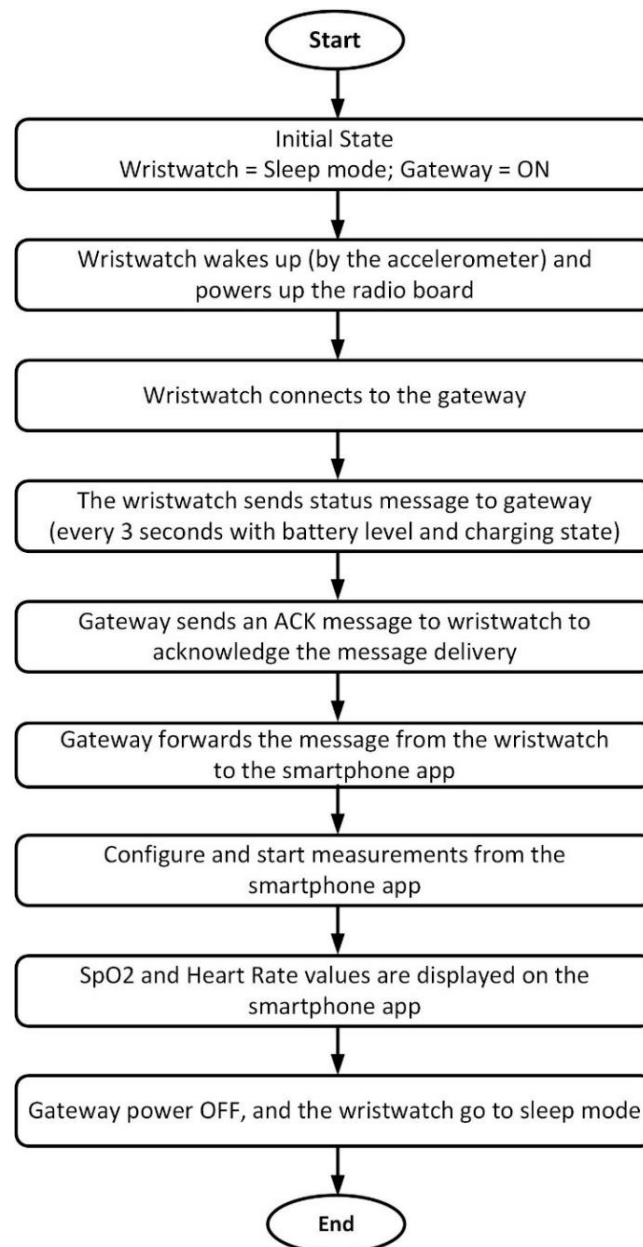 Start
Initial State
Wristwatch = Sleep mode; Gateway = ON
Wristwatch wakes up (by the accelerometer) and
powers up the radio board
Wristwatch connects to the gateway
The wristwatch sends status message to gateway
(every 3 seconds with battery level and charging state)
Gateway sends an ACK message to wristwatch to
acknowledge the message delivery
Gateway forwards the message from the wristwatch
to the smartphone app
Configure and start measurements from the
smartphone app
SpO2 and Heart Rate values are displayed on the
smartphone app
Gateway power OFF, and the wristwatch go to sleep mode
End